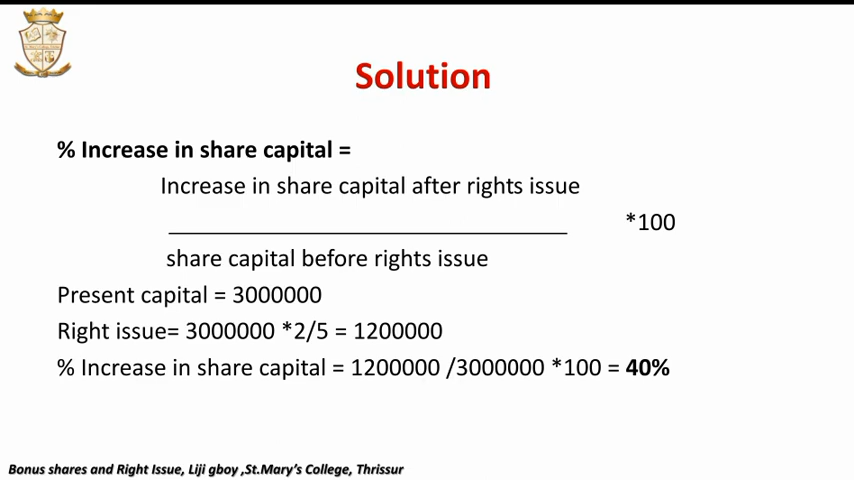 Solution
% Increase in share capital =
Increase in share capital after rights issue
*100
share capital before rights issue
Present capital = 3000000
Right issue= 3000000 *2/5 = 1200000
% Increase in share capital = 1200000 /3000000 *100 = 40%
Bonus shares and Right Issue, Liji gboy ,St.Mary's College, Thrissur